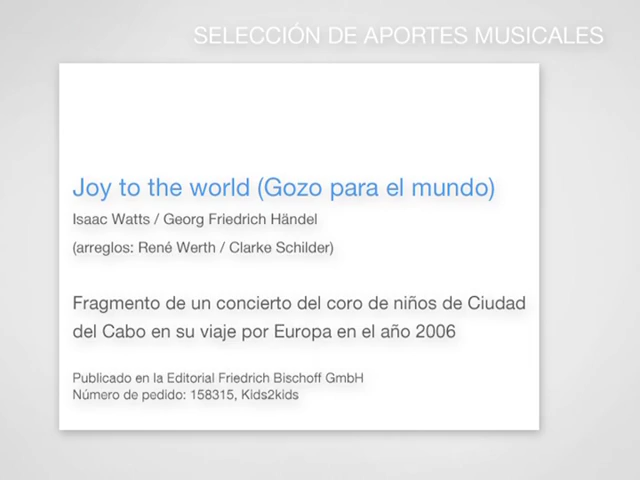 SELECCIÓN DE APORTES MUSICALES
Joy to the world (Gozo para el mundo)
Isaac Watts / Georg Friedrich Händel
(arreglos: René Werth / Clarke Schilder)
Fragmento de un concierto del coro de niños de Ciudad
del Cabo en su viaje por Europa en el año 2006
Publicado en la Editorial Friedrich Bischoff GmbH
Número de pedido: 158315, Kids2kids